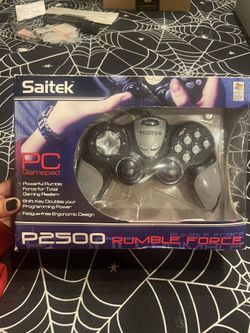 Saitek
PC
Gamepad
Powerful Rumble
Force for Total
Gaming Realism
Shift Key Doubles your
Programming Power
Fatigue-free Ergonomic Design
P2500 RUMBLE FORCE